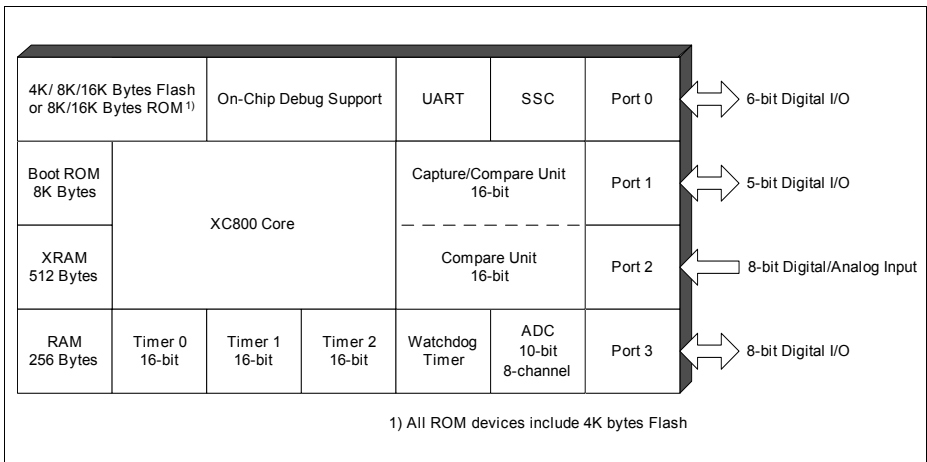 4K/ 8K/16K Bytes Flash
or 8K/16K Bytes ROM 1)
On-Chip Debug Support
UART
SSC
Port 0
6-bit Digital I/O
Boot ROM
8K Bytes
XC800 Core
Capture/Compare Unit
16-bit
Port 1
5-bit Digital I/O
XRAM
512 Bytes
Compare Unit
16-bit
Port 2
8-bit Digital/Analog Input
RAM
256 Bytes
Timer 0
16-bit
Timer 1
16-bit
Timer 2
16-bit
Watchdog
Timer
ADC
10-bit
8-channel
Port 3
8-bit Digital I/O
1) All ROM devices include 4K bytes Flash